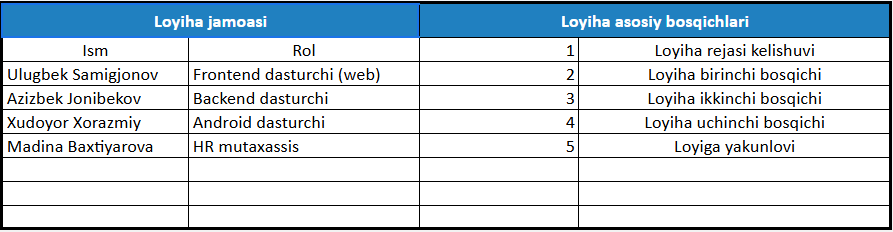 Loyiha jamoasi Loyiha asosiy bosqichlari
Ism Rol 1 Loyiha rejasi kelishuvi
Ulugbek Samigjonov Frontend dasturchi (web) 2 Loyiha birinchi bosqichi
Azizbek Jonibekov Backend dasturchi 3 Loyiha ikkinchi bosqichi
Xudoyor Xorazmiy Android dasturchi 4 Loyiha uchinchi bosqichi
Madina Baxtiyarova HR mutaxassis 5 Loyiga yakunlovi